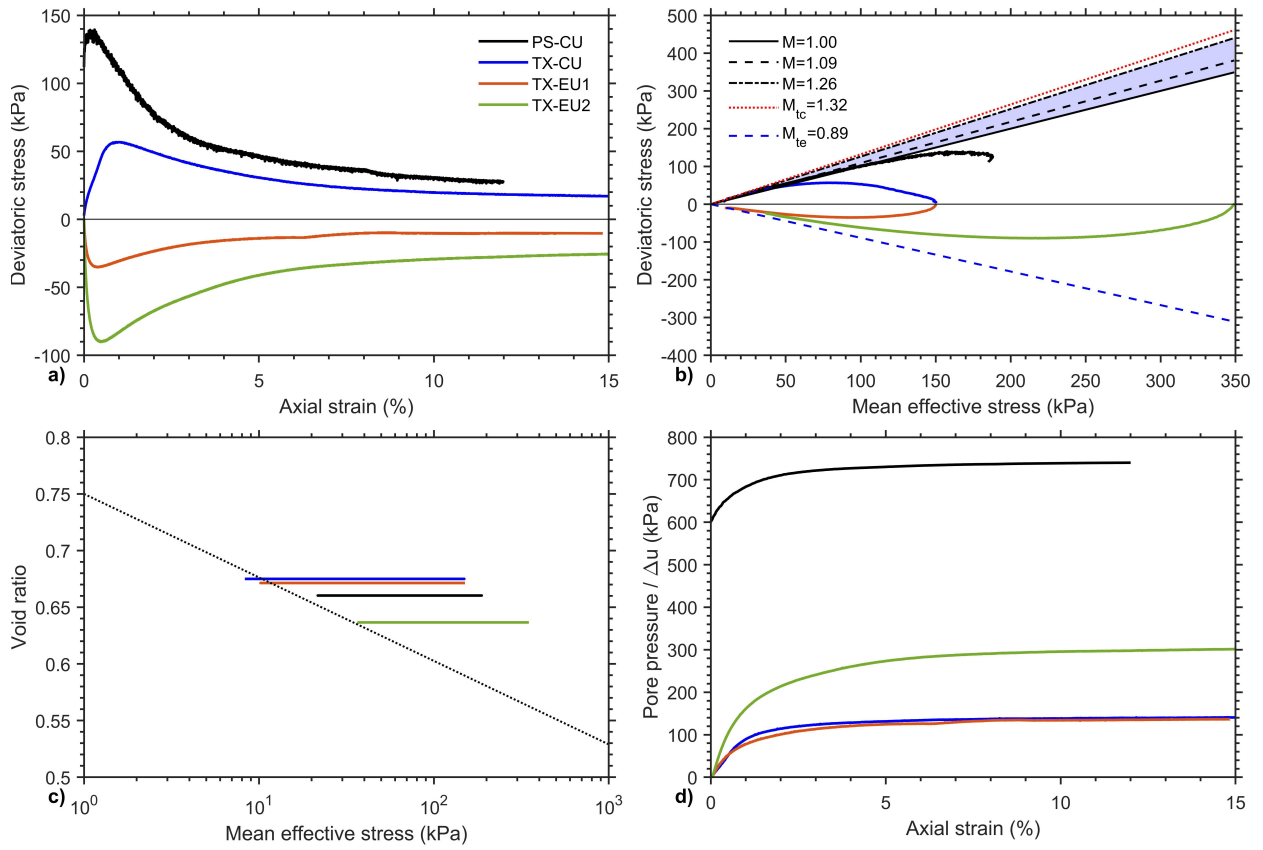 150
100
50
0
-50
-100
Deviatoric stress (kPa)
PS-CU
TX-CU
TX-EU1
TX-EU2
0
5
10
15
Axial strain (%)
a)
500
400
300
200
100
0
-100
-200
-300
-400
Deviatoric stress (kPa)
M=1.00
M=1.09
M=1.26
Mtc=1.32
Mte=0.89
0
50
100
150
200
250
300
350
Mean effective stress (kPa)
b)
0.8
0.75
0.7
0.65
0.6
0.55
0.5
Void ratio
10^0
10^1
10^2
10^3
Mean effective stress (kPa)
c)
800
700
600
500
400
300
200
100
0
Pore pressure / Δu (kPa)
0
5
10
15
Axial strain (%)
d)